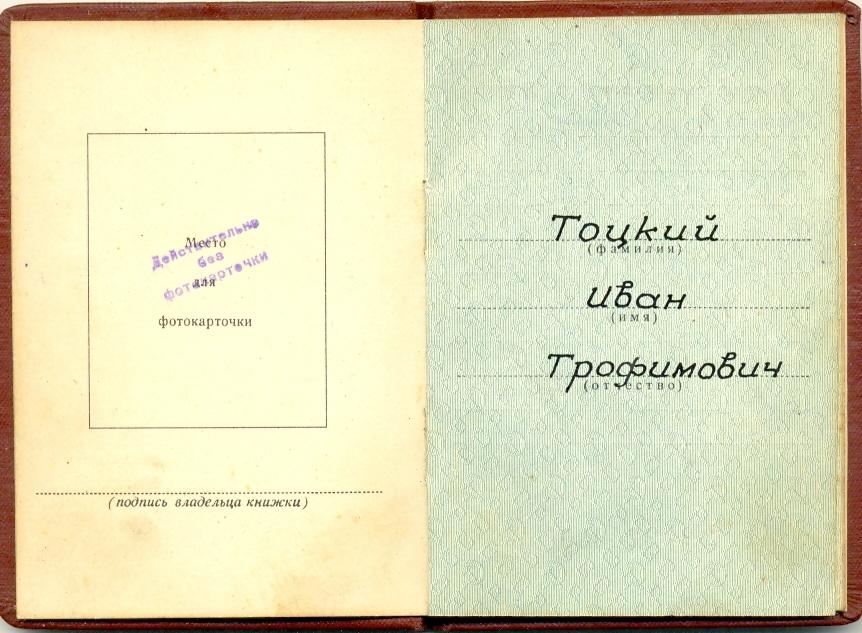 Место
для
фотокарточки
Действительно
без
фотокарточки
(подпись владельца книжки)
Тоцкий
(фамилия)
Иван
(имя)
Трофимович
(отчество)